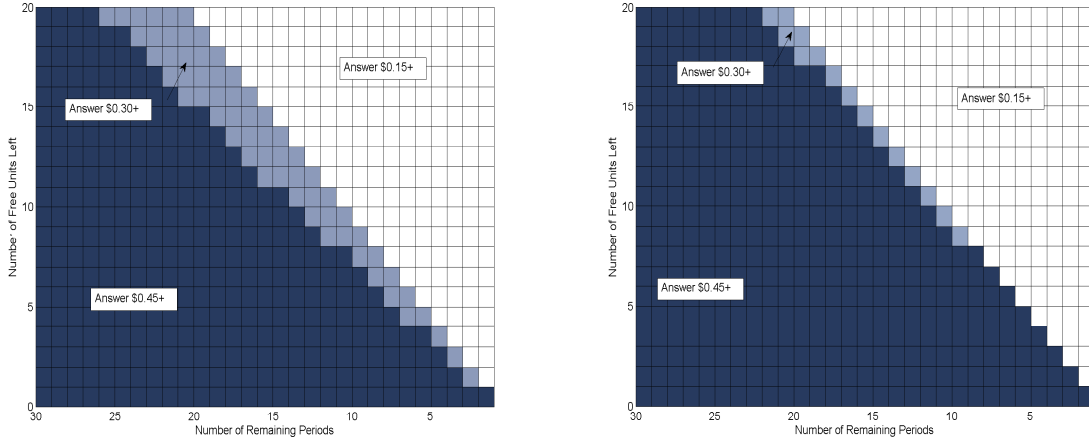 20
Answer $0.15+
Answer $0.30+
15
Number of Free Units Left
10
Answer $0.45+
5
0
30 25 20 15 10 5
Number of Remaining Periods
20
Answer $0.30+
Answer $0.15+
15
Number of Free Units Left
10
Answer $0.45+
5
0
30 25 20 15 10 5
Number of Remaining Periods